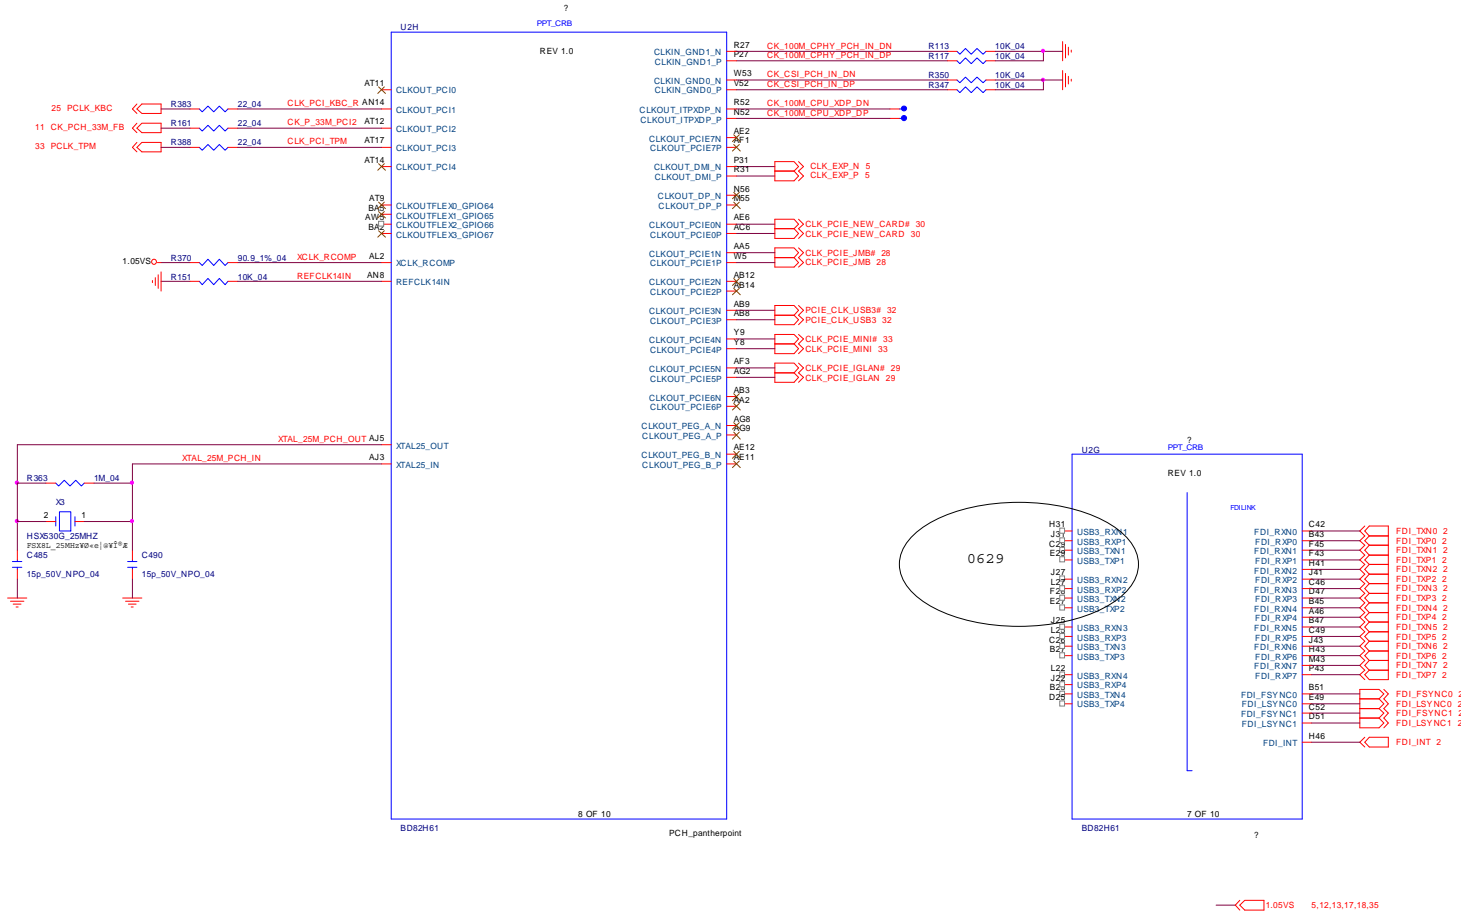 ?
U2H
PPT_CRB
REV 1.0
AT11
CLKOUT_PCI0
25 PCLK_KBC
R383
22_04
CLK_PCI_KBC_R
AN14
CLKOUT_PCI1
11 CK_PCH_33M_FB
R161
22_04
CK_P_33M_PCI2
AT12
CLKOUT_PCI2
33 PCLK_TPM
R388
22_04
CLK_PCI_TPM
AT17
CLKOUT_PCI3
AT14
CLKOUT_PCI4
AT9
CLKOUTFLEX0_GPIO64
CLKOUTFLEX1_GPIO65
CLKOUTFLEX2_GPIO66
CLKOUTFLEX3_GPIO67
1.05VS
R370
90.9_1%_04
XCLK_RCOMP
AL2
XCLK_RCOMP
R151
10K_04
REFCLK14IN
AN8
REFCLK14IN
XTAL_25M_PCH_OUT
AJ5
XTAL25_OUT
XTAL_25M_PCH_IN
AJ3
XTAL25_IN
R363
1M_04
X3
2
1
HSX530G_25MHZ
C485
15p_50V_NPO_04
C490
15p_50V_NPO_04
CLKIN_GND1_N
R27
CK_100M_CPHY_PCH_IN_DN
R113
10K_04
CLKIN_GND1_P
P27
CK_100M_CPHY_PCH_IN_DP
R117
10K_04
CLKIN_GND0_N
W53
CK_CSI_PCH_IN_DN
R350
10K_04
CLKIN_GND0_P
V52
CK_CSI_PCH_IN_DP
R347
10K_04
CLKOUT_ITPXDP_N
R52
CK_100M_CPU_XDP_DN
CLKOUT_ITPXDP_P
N52
CK_100M_CPU_XDP_DP
CLKOUT_PCIE7N
AE2
CLKOUT_PCIE7P
AF1
CLKOUT_DMI_N
P31
CLK_EXP_N 5
CLKOUT_DMI_P
R31
CLK_EXP_P 5
CLKOUT_DP_N
N56
CLKOUT_DP_P
M55
CLKOUT_PCIE0N
AE6
CLK_PCIE_NEW_CARD# 30
CLKOUT_PCIE0P
AC6
CLK_PCIE_NEW_CARD 30
CLKOUT_PCIE1N
AA5
CLK_PCIE_JMB# 28
CLKOUT_PCIE1P
W5
CLK_PCIE_JMB 28
CLKOUT_PCIE2N
AB12
CLKOUT_PCIE2P
AB14
CLKOUT_PCIE3N
AB9
PCIE_CLK_USB3# 32
CLKOUT_PCIE3P
AB8
PCIE_CLK_USB3 32
CLKOUT_PCIE4N
Y9
CLK_PCIE_MINI# 33
CLKOUT_PCIE4P
Y8
CLK_PCIE_MINI 33
CLKOUT_PCIE5N
AF3
CLK_PCIE_IGLAN# 29
CLKOUT_PCIE5P
AG2
CLK_PCIE_IGLAN 29
CLKOUT_PCIE6N
AB3
CLKOUT_PCIE6P
AA2
CLKOUT_PEG_A_N
AG8
CLKOUT_PEG_A_P
AG9
CLKOUT_PEG_B_N
AE12
CLKOUT_PEG_B_P
AE11
8 OF 10
BD82H61
PCH_pantherpoint
?
U2G
PPT_CRB
REV 1.0
FDILINK
0629
H31
USB3_RXN1
USB3_RXP1
USB3_TXN1
USB3_TXP1
J27
USB3_RXN2
USB3_RXP2
USB3_TXN2
USB3_TXP2
J25
USB3_RXN3
USB3_RXP3
USB3_TXN3
USB3_TXP3
L22
USB3_RXN4
USB3_RXP4
USB3_TXN4
D25
USB3_TXP4
FDI_RXN0
C42
FDI_TXN0 2
FDI_RXP0
B43
FDI_TXP0 2
FDI_RXN1
F45
FDI_TXN1 2
FDI_RXP1
F43
FDI_TXP1 2
FDI_RXN2
H41
FDI_TXN2 2
FDI_RXP2
J41
FDI_TXP2 2
FDI_RXN3
C46
FDI_TXN3 2
FDI_RXP3
D47
FDI_TXP3 2
FDI_RXN4
B45
FDI_TXN4 2
FDI_RXP4
A46
FDI_TXP4 2
FDI_RXN5
B47
FDI_TXN5 2
FDI_RXP5
C49
FDI_TXP5 2
FDI_RXN6
J43
FDI_TXN6 2
FDI_RXP6
H43
FDI_TXP6 2
FDI_RXN7
M43
FDI_TXN7 2
FDI_RXP7
P43
FDI_TXP7 2
FDI_FSYNC0
B51
FDI_FSYNC0 2
FDI_LSYNC0
E49
FDI_LSYNC0 2
FDI_FSYNC1
C52
FDI_FSYNC1 2
FDI_LSYNC1
D51
FDI_LSYNC1 2
FDI_INT
H46
FDI_INT 2
7 OF 10
BD82H61
?
1.05VS 5,12,13,17,18,35